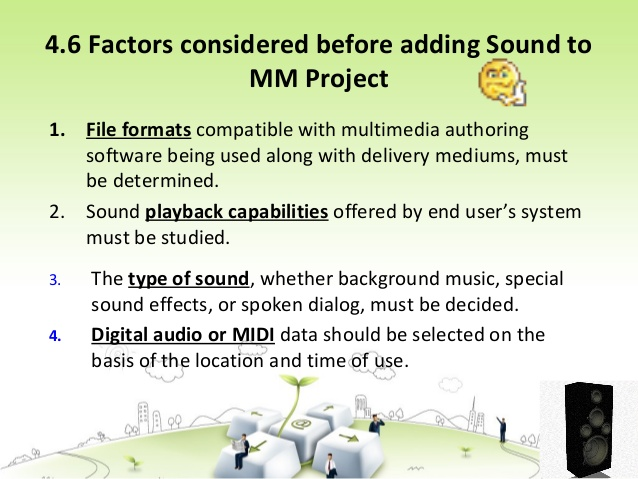 4.6 Factors considered before adding Sound to
MM Project
1. File formats compatible with multimedia authoring
software being used along with delivery mediums, must
be determined.
2. Sound playback capabilities offered by end user’s system
must be studied.
3. The type of sound, whether background music, special
sound effects, or spoken dialog, must be decided.
4. Digital audio or MIDI data should be selected on the
basis of the location and time of use.
@